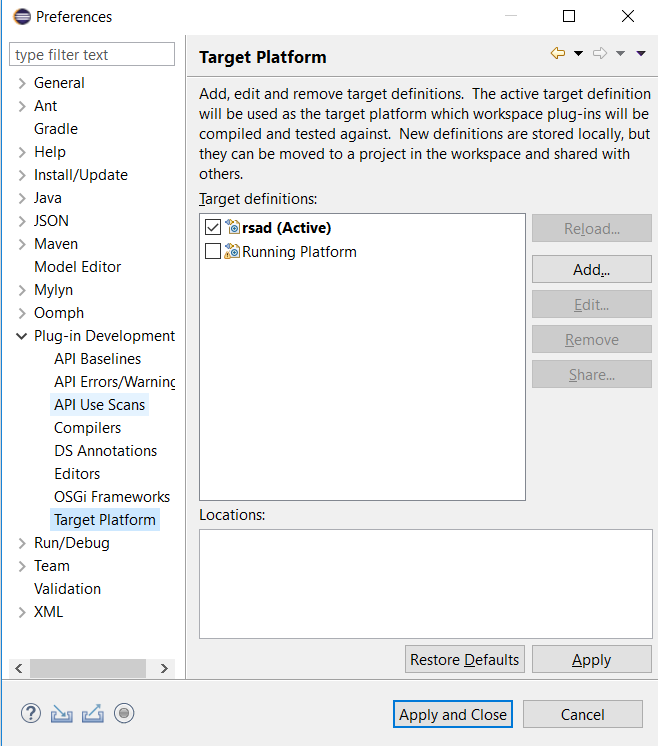 Preferences
type filter text
General
Ant
Gradle
Help
Install/Update
Java
JSON
Maven
Model Editor
Mylyn
Oomph
Plug-in Development
API Baselines
API Errors/Warning
API Use Scans
Compilers
DS Annotations
Editors
OSGi Frameworks
Target Platform
Run/Debug
Team
Validation
XML
Target Platform
Add, edit and remove target definitions.  The active target definition
will be used as the target platform which workspace plug-ins will be
compiled and tested against.  New definitions are stored locally, but
they can be moved to a project in the workspace and shared with
others.
Target definitions:
rsad (Active)
Running Platform
Reload...
Add...
Edit...
Remove
Share...
Locations:
Restore Defaults
Apply
Apply and Close
Cancel